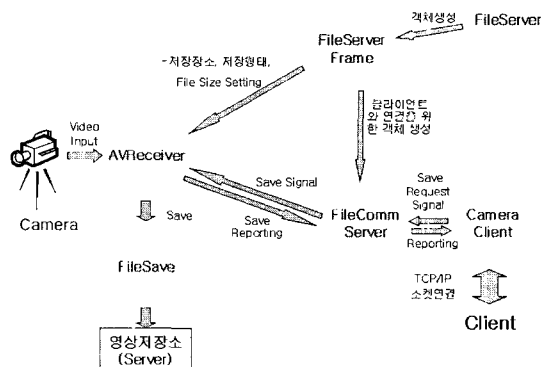 객체생성
FileServer
FileServer
Frame
-저장장소, 저장형태,
File Size Setting
클라이언트
와 연결을 위
한 객체 생성
Video
Input
AVReceiver
Camera
Save Signal
Save
Reporting
Save
FileComm
Server
Save
Request
Signal
Reporting
Camera
Client
FileSave
TCP/IP
소켓연결
Client
영상저장소
(Server)